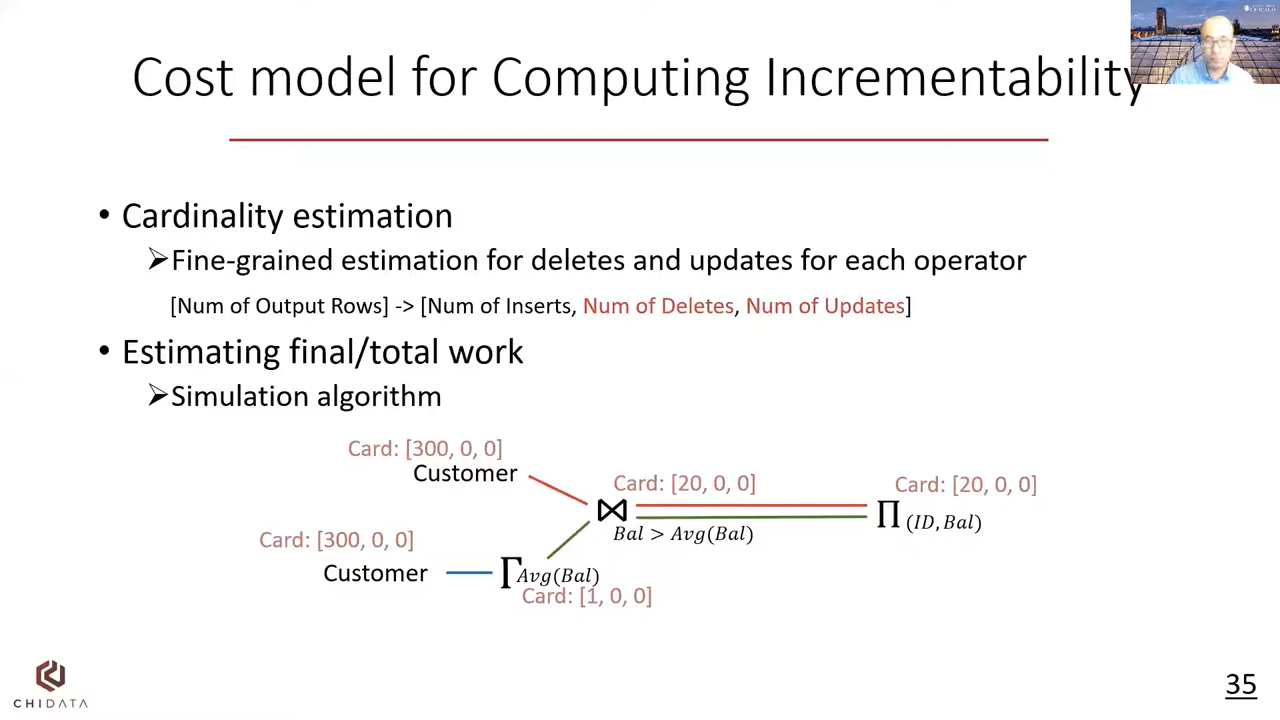 Cost model for Computing Incrementability
• Cardinality estimation
➢Fine-grained estimation for deletes and updates for each operator
[Num of Output Rows] -> [Num of Inserts, Num of Deletes, Num of Updates]
• Estimating final/total work
➢Simulation algorithm
Card: [300, 0, 0]
Customer
Card: [20, 0, 0]
Card: [20, 0, 0]
⋈
Bal > Avg(Bal)
Π (ID, Bal)
Card: [300, 0, 0]
Customer
Γ Avg(Bal)
Card: [1, 0, 0]
CHIDATA
35